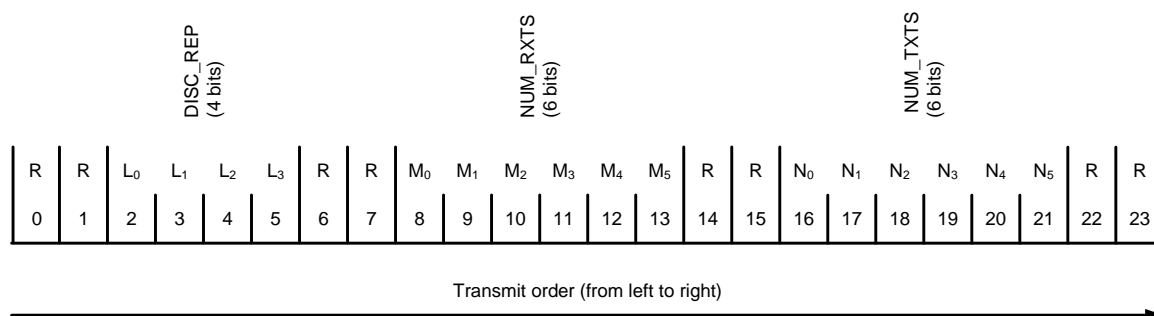 DISC_REP
(4 bits)
NUM_RXTS
(6 bits)
NUM_TXTS
(6 bits)
R R L₀ L₁ L₂ L₃ R R M₀ M₁ M₂ M₃ M₄ M₅ R R N₀ N₁ N₂ N₃ N₄ N₅ R R
0 1 2 3 4 5 6 7 8 9 10 11 12 13 14 15 16 17 18 19 20 21 22 23
Transmit order (from left to right)